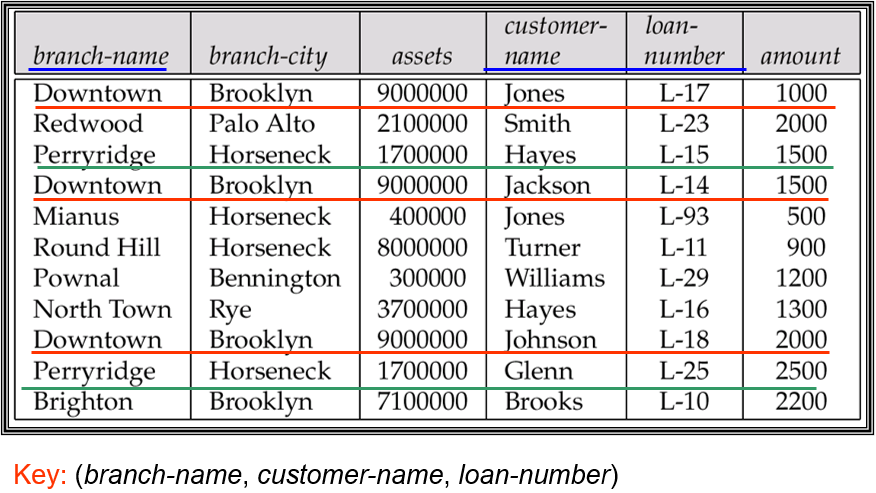 customer- loan-
branch-name branch-city assets name number amount
Downtown Brooklyn 9000000 Jones L-17 1000
Redwood Palo Alto 2100000 Smith L-23 2000
Perryridge Horseneck 1700000 Hayes L-15 1500
Downtown Brooklyn 9000000 Jackson L-14 1500
Mianus Horseneck 400000 Jones L-93 500
Round Hill Horseneck 8000000 Turner L-11 900
Pownal Bennington 300000 Williams L-29 1200
North Town Rye 3700000 Hayes L-16 1300
Downtown Brooklyn 9000000 Johnson L-18 2000
Perryridge Horseneck 1700000 Glenn L-25 2500
Brighton Brooklyn 7100000 Brooks L-10 2200
Key: (branch-name, customer-name, loan-number)